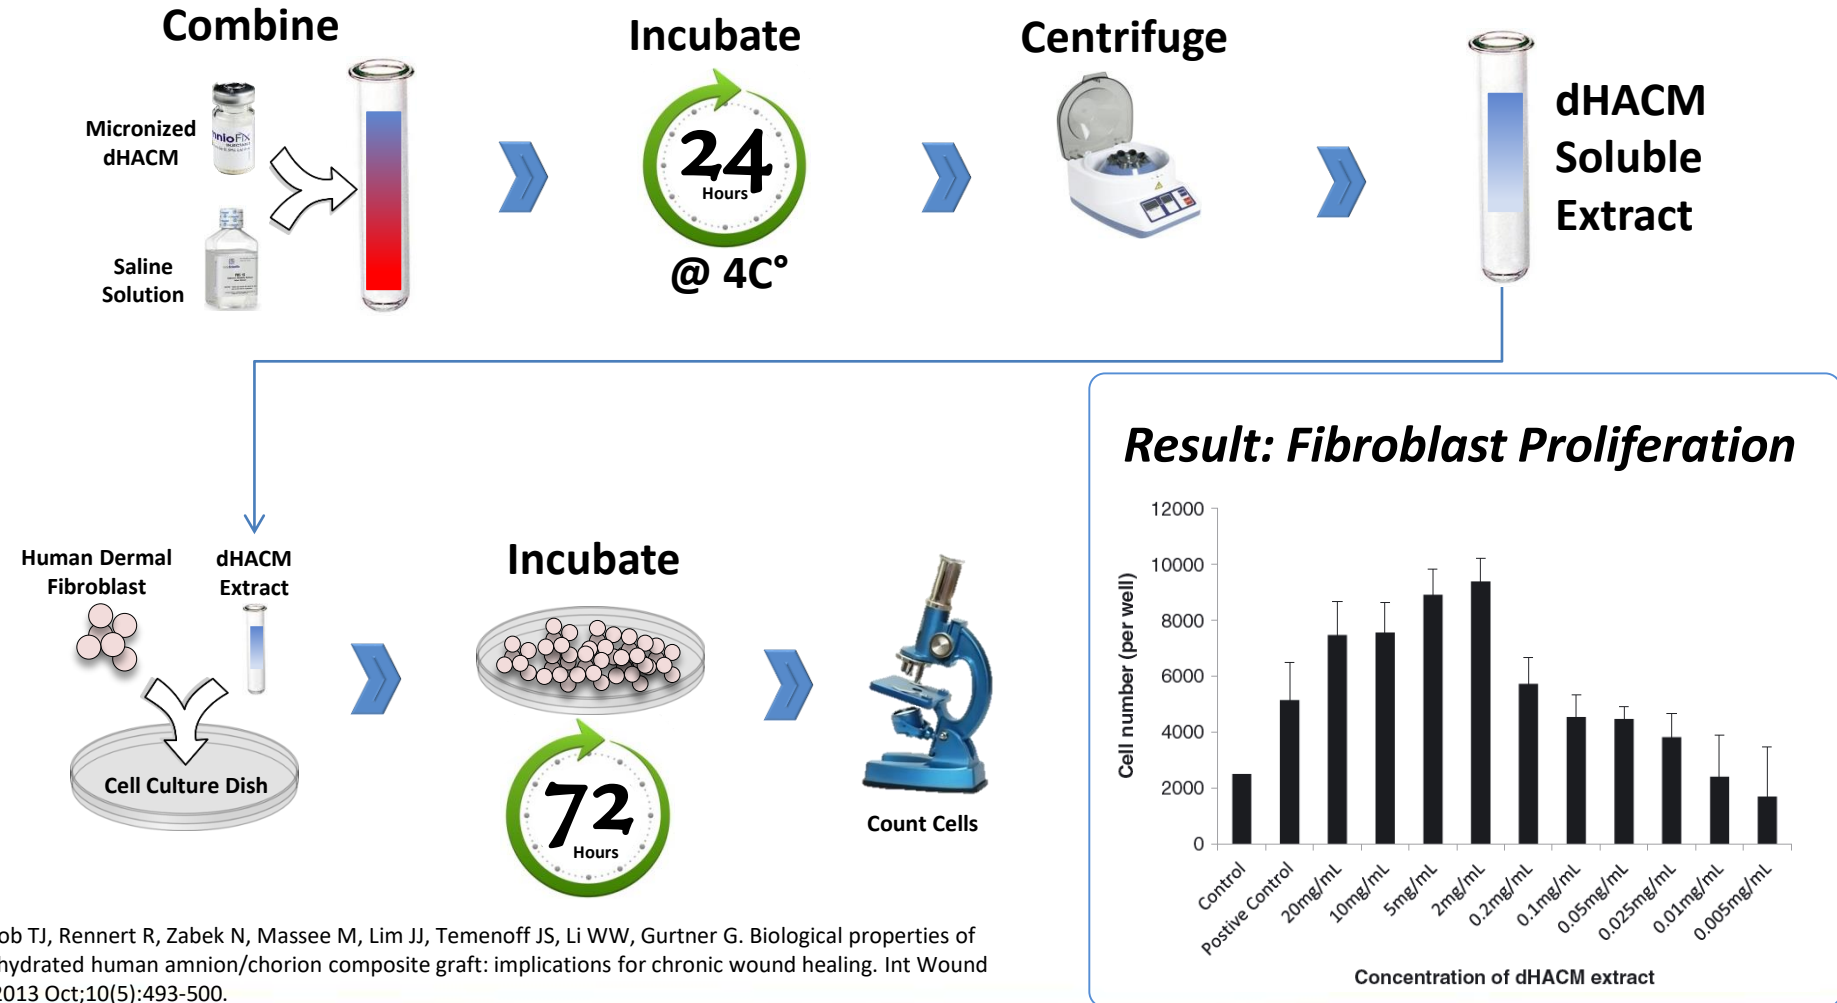 Combine
Incubate
Centrifuge
Micronized
dHACM
nnioFix
Saline
Solution
24
Hours
@ 4C°
dHACM
Soluble
Extract
Human Dermal
Fibroblast
dHACM
Extract
Cell Culture Dish
Incubate
72
Hours
Count Cells
Result: Fibroblast Proliferation
12000
10000
8000
6000
4000
2000
0
Cell number (per well)
Control
Postive Control
20mg/mL
10mg/mL
5mg/mL
2mg/mL
0.2mg/mL
0.1mg/mL
0.05mg/mL
0.025mg/mL
0.01mg/mL
0.005mg/mL
Concentration of dHACM extract
ob TJ, Rennert R, Zabek N, Massee M, Lim JJ, Temenoff JS, Li WW, Gurtner G. Biological properties of
hydrated human amnion/chorion composite graft: implications for chronic wound healing. Int Wound
2013 Oct;10(5):493-500.